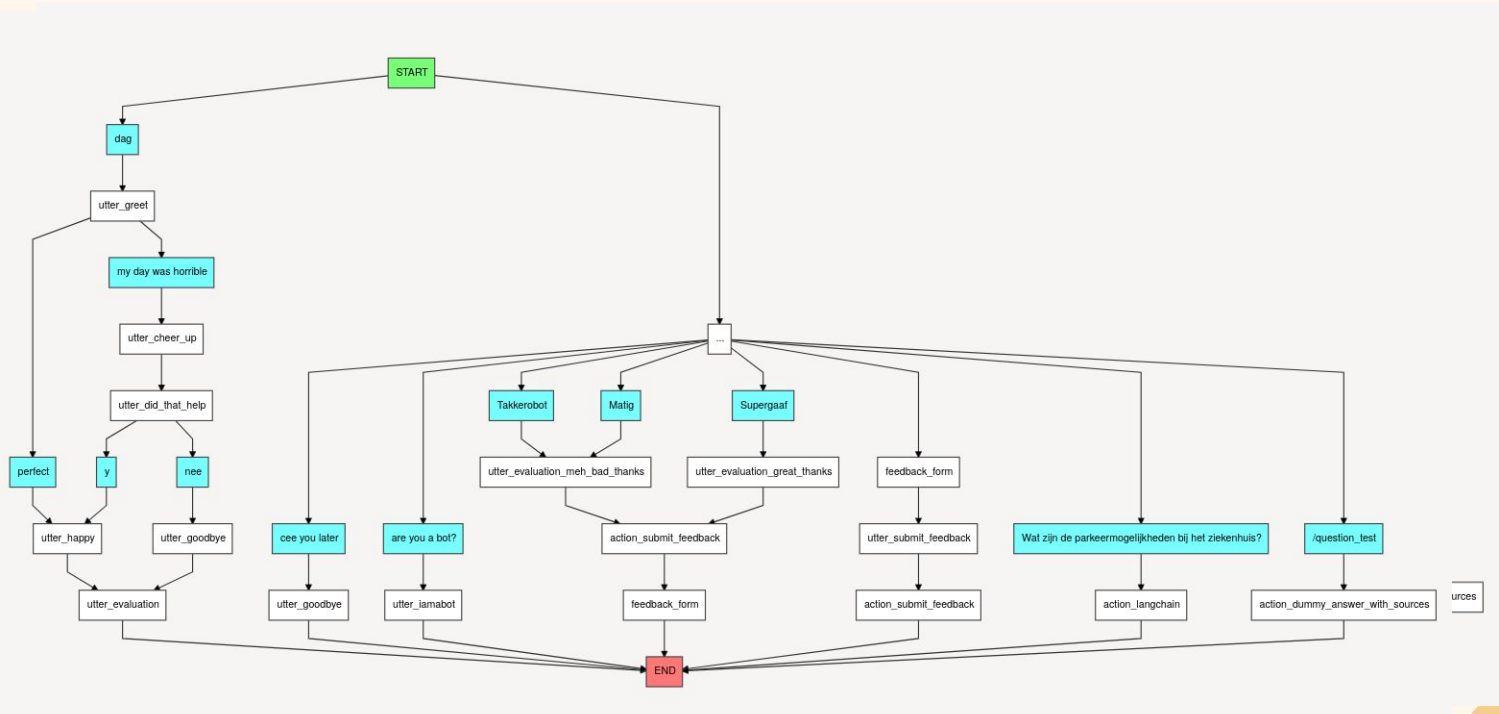 START
dag
utter_greet
my day was horrible
utter_cheer_up
...
utter_did_that_help
Takkerobot
Matig
Supergaaf
perfect
y
nee
utter_evaluation_meh_bad_thanks
utter_evaluation_great_thanks
feedback_form
utter_happy
utter_goodbye
cee you later
are you a bot?
action_submit_feedback
utter_submit_feedback
Wat zijn de parkeermogelijkheden bij het ziekenhuis?
/question_test
utter_evaluation
utter_goodbye
utter_iamabot
feedback_form
action_submit_feedback
action_langchain
action_dummy_answer_with_sources
urces
END